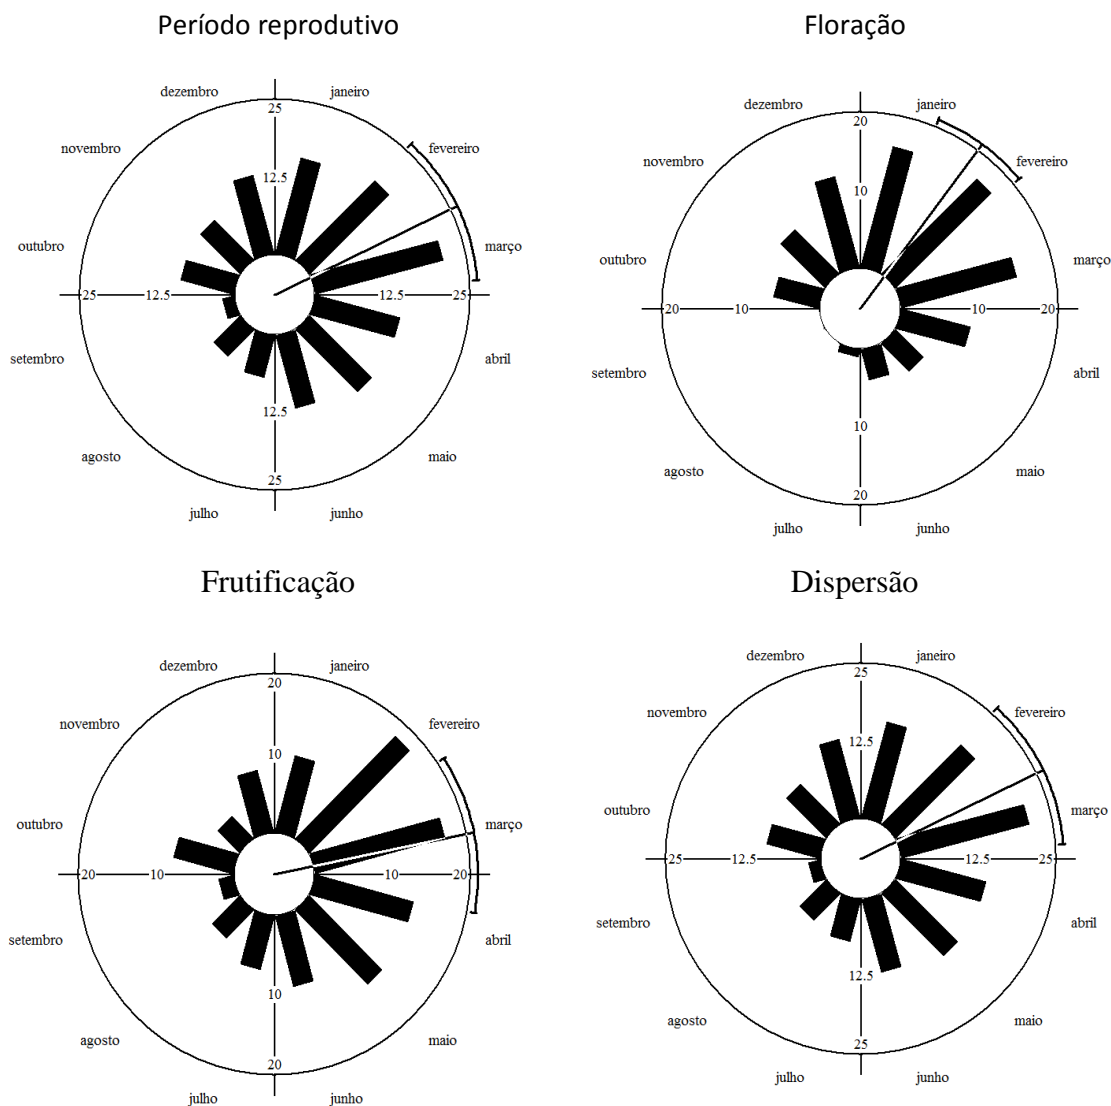 Período reprodutivo
dezembro
25
janeiro
novembro
fevereiro
12.5
outubro
março
25
12.5
12.5
25
setembro
abril
12.5
agosto
maio
25
julho
junho
Floração
dezembro
20
janeiro
novembro
fevereiro
10
outubro
março
20
10
10
20
setembro
abril
10
agosto
maio
20
julho
junho
Frutificação
dezembro
20
janeiro
novembro
fevereiro
10
outubro
março
20
10
10
20
setembro
abril
10
agosto
maio
20
julho
junho
Dispersão
dezembro
25
janeiro
novembro
fevereiro
12.5
outubro
março
25
12.5
12.5
25
setembro
abril
12.5
agosto
maio
25
julho
junho